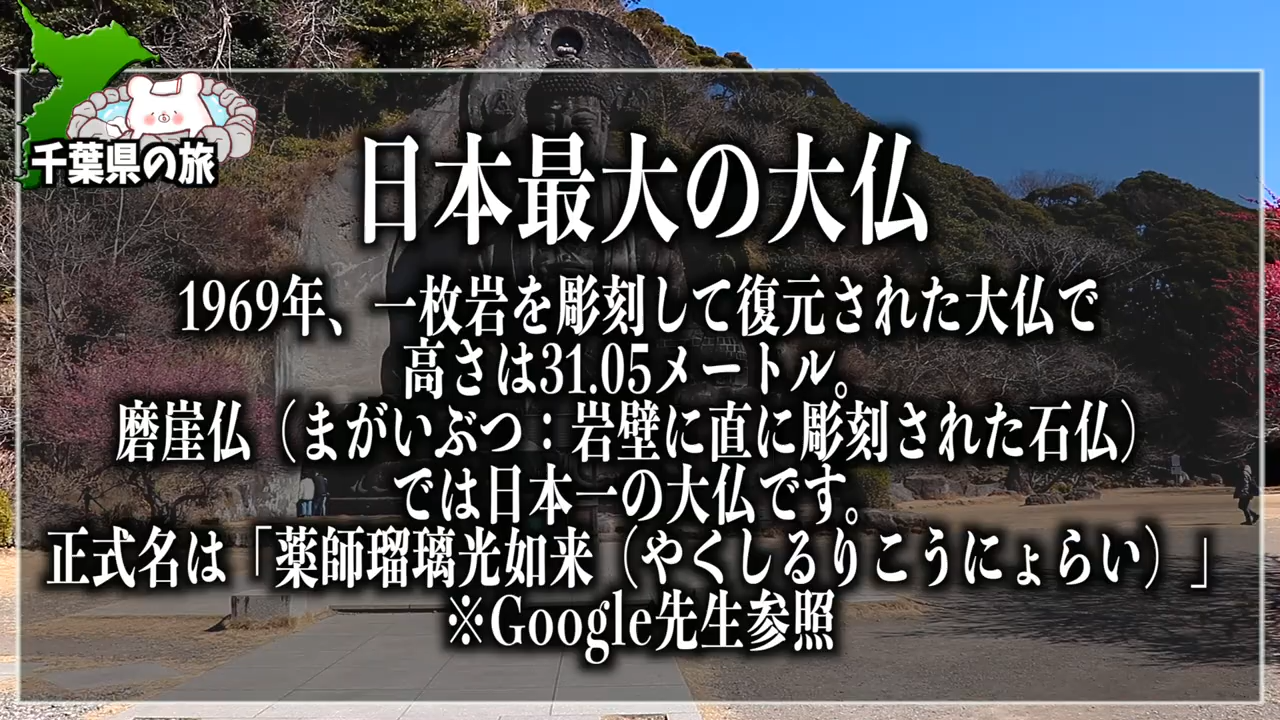 千葉県の旅
日本最大の大仏
1969年、一枚岩を彫刻して復元された大仏で
高さは31.05メートル。
磨崖仏（まがいぶつ：岩壁に直に彫刻された石仏）
では日本一の大仏です。
正式名は「薬師瑠璃光如来（やくしるりこうにょらい）」
※Google先生参照